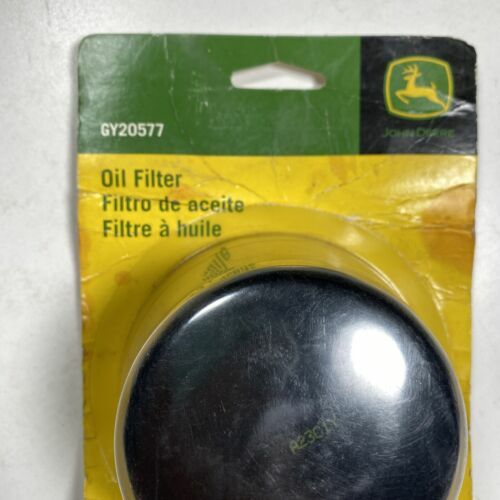 GY20577
JOHN DEERE
Oil Filter
Filtro de aceite
Filtre à huile